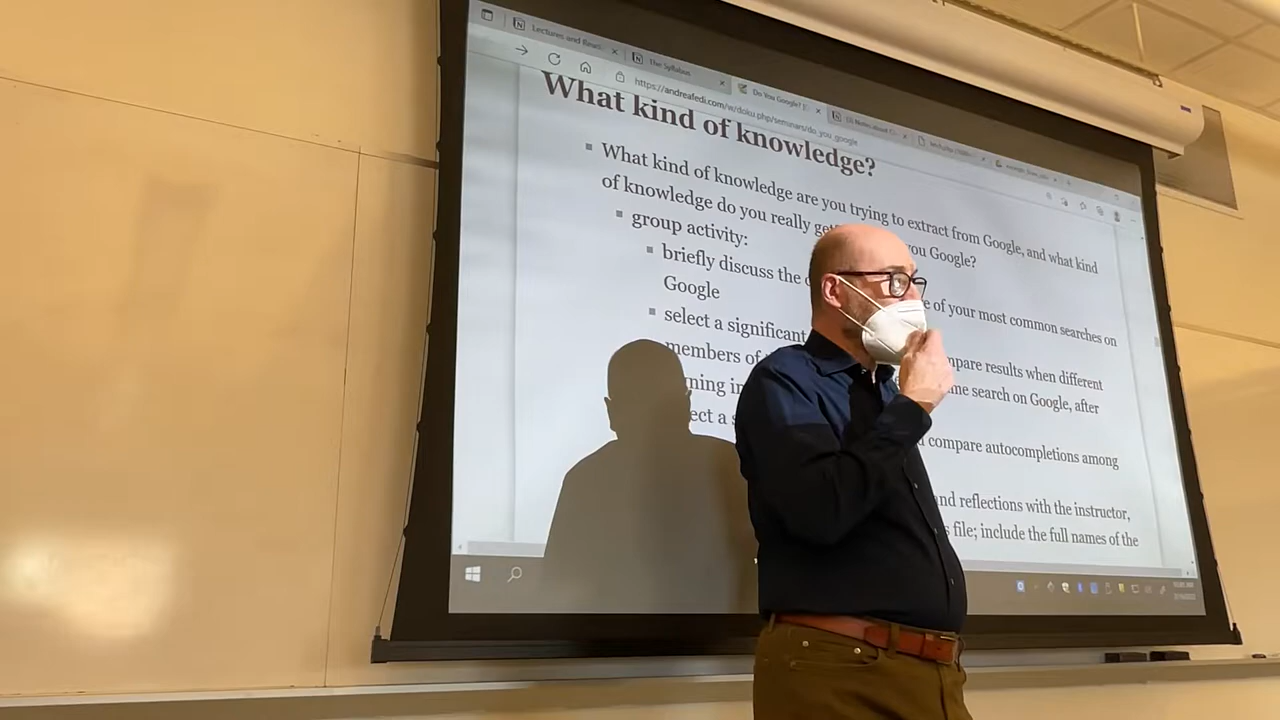 Lectures and Read
The Syllabus
Do You Google?
https://andreafedi.com/w/doku.php/seminars/do_you_google
What kind of knowledge?
What kind of knowledge are you trying to extract from Google, and what kind
of knowledge do you really get you Google?
group activity:
briefly discuss the of your most common searches on
Google
select a significant compare results when different
members of same search on Google, after
compare autocompletions among
and reflections with the instructor,
file; include the full names of the